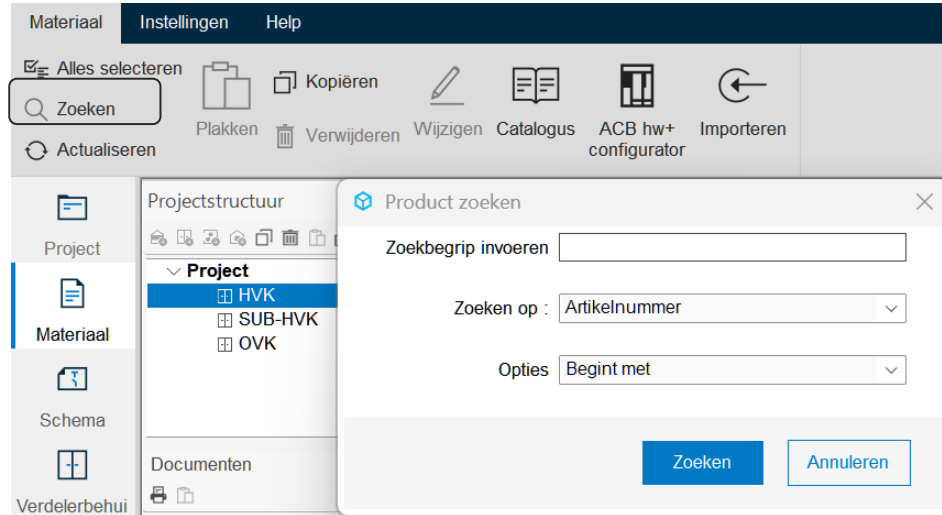 Materiaal Instellingen Help
Alles selecteren
Zoeken
Actualiseren
Plakken
Kopiëren
Verwijderen
Wijzigen
Catalogus
ACB hw+
configurator
Importeren
Project
Materiaal
Schema
Verdelerbehui
Projectstructuur
Project
HVK
SUB-HVK
OVK
Documenten
Product zoeken
Zoekbegrip invoeren
Zoeken op : Artikelnummer
Opties Begint met
Zoeken Annuleren